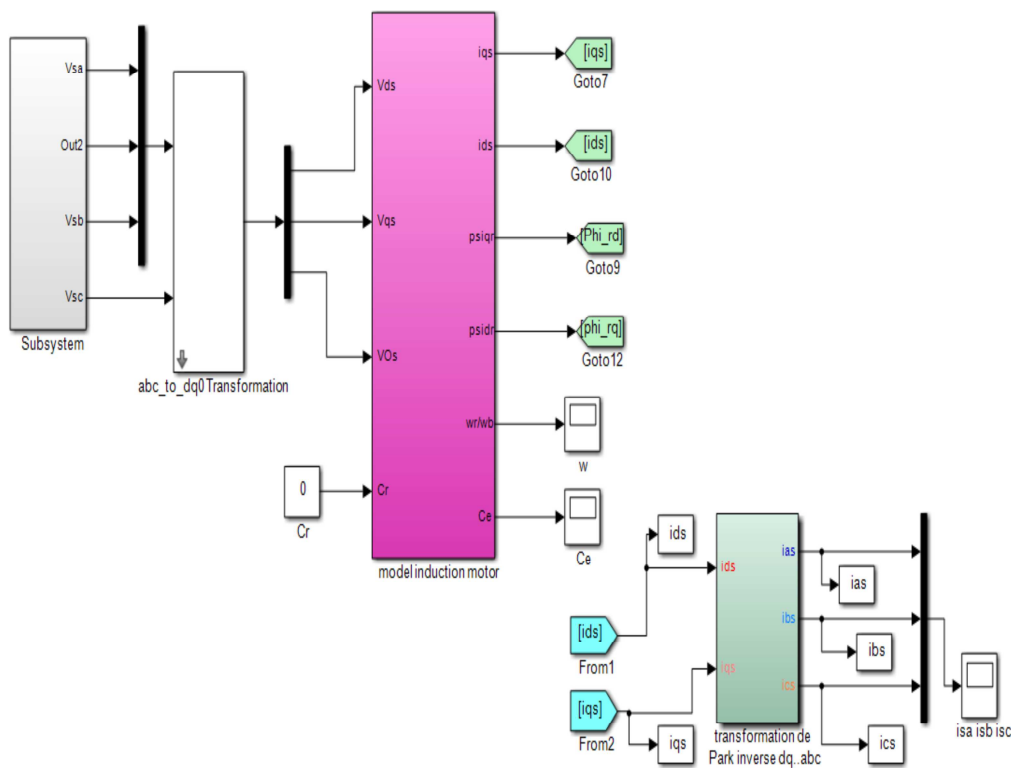 Vsa
Out2
Vsb
Vsc
Subsystem
abc_to_dq0 Transformation
Vds
Vqs
VOs
Cr
iqs
ids
psiqr
psidr
wr/wb
Ce
model induction motor
0
Cr
[iqs]
Goto7
[ids]
Goto10
[Phi_rd]
Goto9
[phi_rq]
Goto12
w
Ce
[ids]
From1
[iqs]
From2
ids
iqs
ids
iqs
ias
ibs
ics
transformation de
Park inverse dq..abc
ias
ibs
ics
isa isb isc